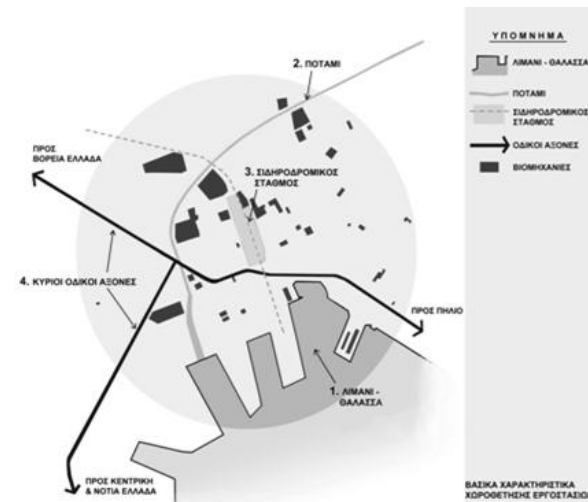 2. ΠΟΤΑΜΙ
ΠΡΟΣ
ΒΟΡΕΙΑ ΕΛΛΑΔΑ
3. ΣΙΔΗΡΟΔΡΟΜΙΚΟΣ
ΣΤΑΘΜΟΣ
4. ΚΥΡΙΟΙ ΟΔΙΚΟΙ ΑΞΟΝΕΣ
ΠΡΟΣ ΠΗΛΙΟ
1. ΛΙΜΑΝΙ -
ΘΑΛΑΣΣΑ
ΠΡΟΣ ΚΕΝΤΡΙΚΗ
& ΝΟΤΙΑ ΕΛΛΑΔΑ
ΥΠΟΜΝΗΜΑ
ΛΙΜΑΝΙ - ΘΑΛΑΣΣΑ
ΠΟΤΑΜΙ
ΣΙΔΗΡΟΔΡΟΜΙΚΟΣ
ΣΤΑΘΜΟΣ
ΟΔΙΚΟΙ ΑΞΟΝΕΣ
ΒΙΟΜΗΧΑΝΙΕΣ
ΒΑΣΙΚΑ ΧΑΡΑΚΤΗΡΙΣΤΙΚΑ
ΧΩΡΟΘΕΤΗΣΗΣ ΕΡΓΟΣΤΑΣΙΩ